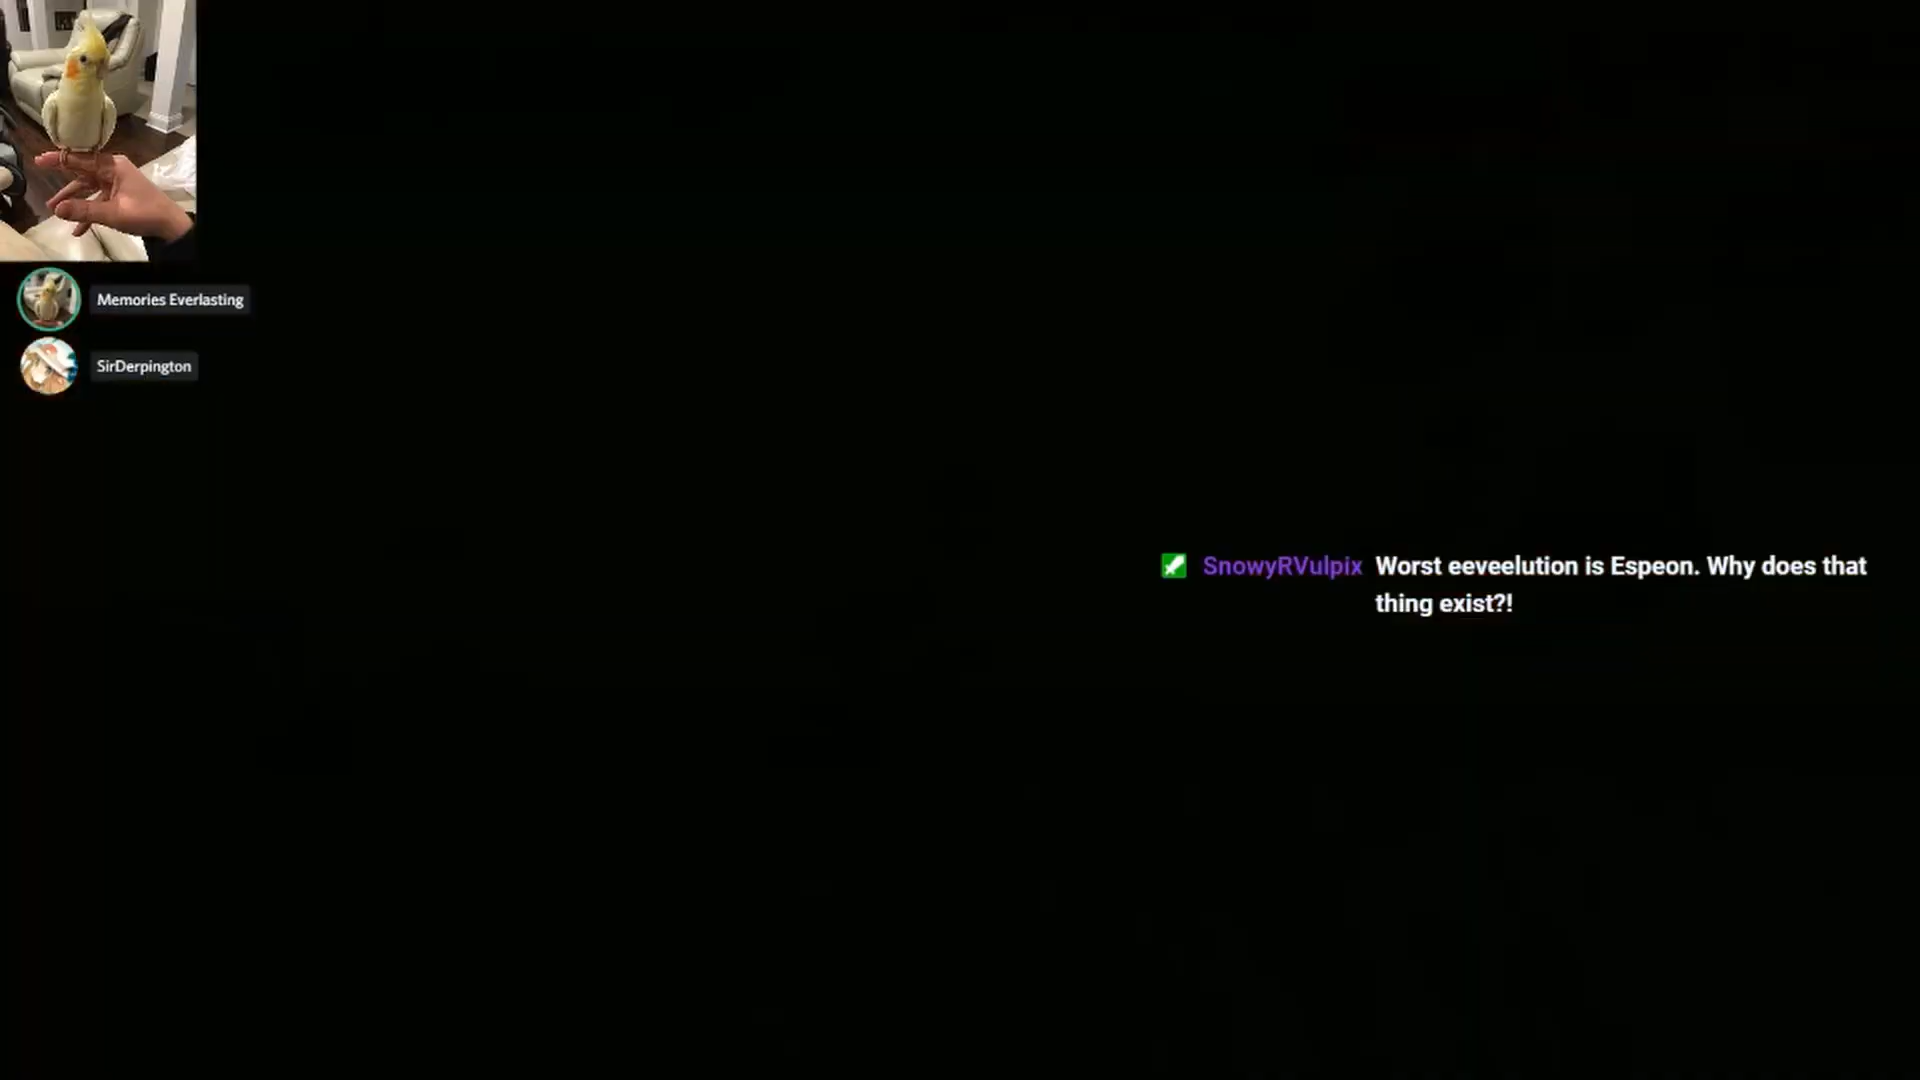 Memories Everlasting
SirDerpington
SnowyRVulpix Worst eeveelution is Espeon. Why does that
thing exist?!